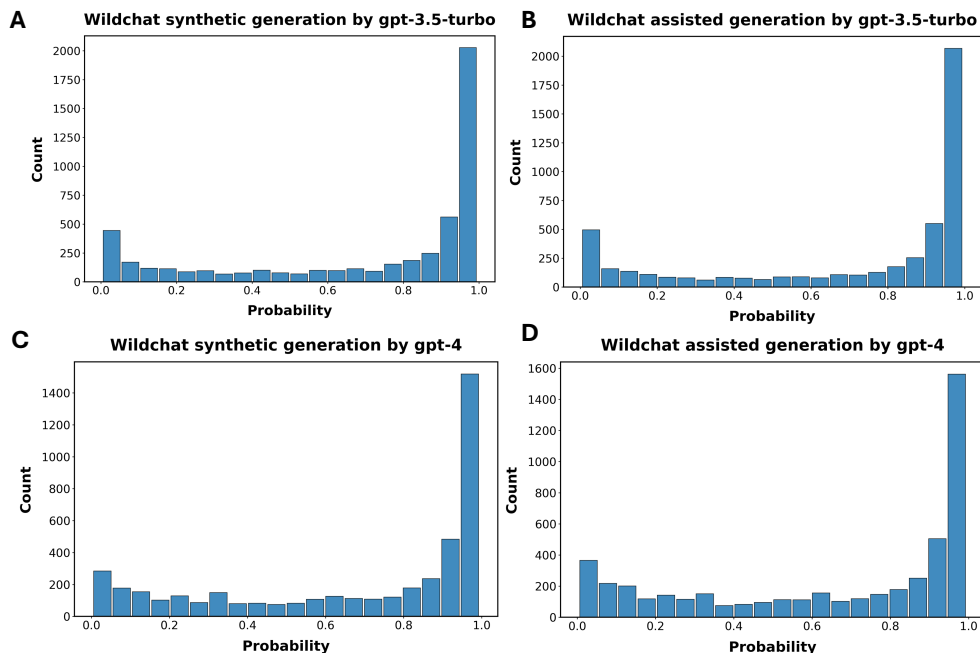 A
Wildchat synthetic generation by gpt-3.5-turbo
2000
1750
1500
1250
1000
750
500
250
0
Count
0.0 0.2 0.4 0.6 0.8 1.0
Probability
B
Wildchat assisted generation by gpt-3.5-turbo
2000
1750
1500
1250
1000
750
500
250
0
Count
0.0 0.2 0.4 0.6 0.8 1.0
Probability
C
Wildchat synthetic generation by gpt-4
1400
1200
1000
800
600
400
200
0
Count
0.0 0.2 0.4 0.6 0.8 1.0
Probability
D
Wildchat assisted generation by gpt-4
1600
1400
1200
1000
800
600
400
200
0
Count
0.0 0.2 0.4 0.6 0.8 1.0
Probability